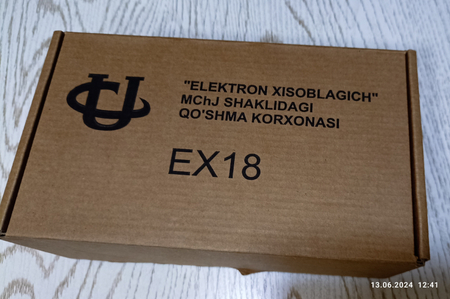 "ELEKTRON XISOBLAGICH"
MChJ SHAKLIDAGI
QO'SHMA KORXONASI
EX18
13.06.2024 12:41